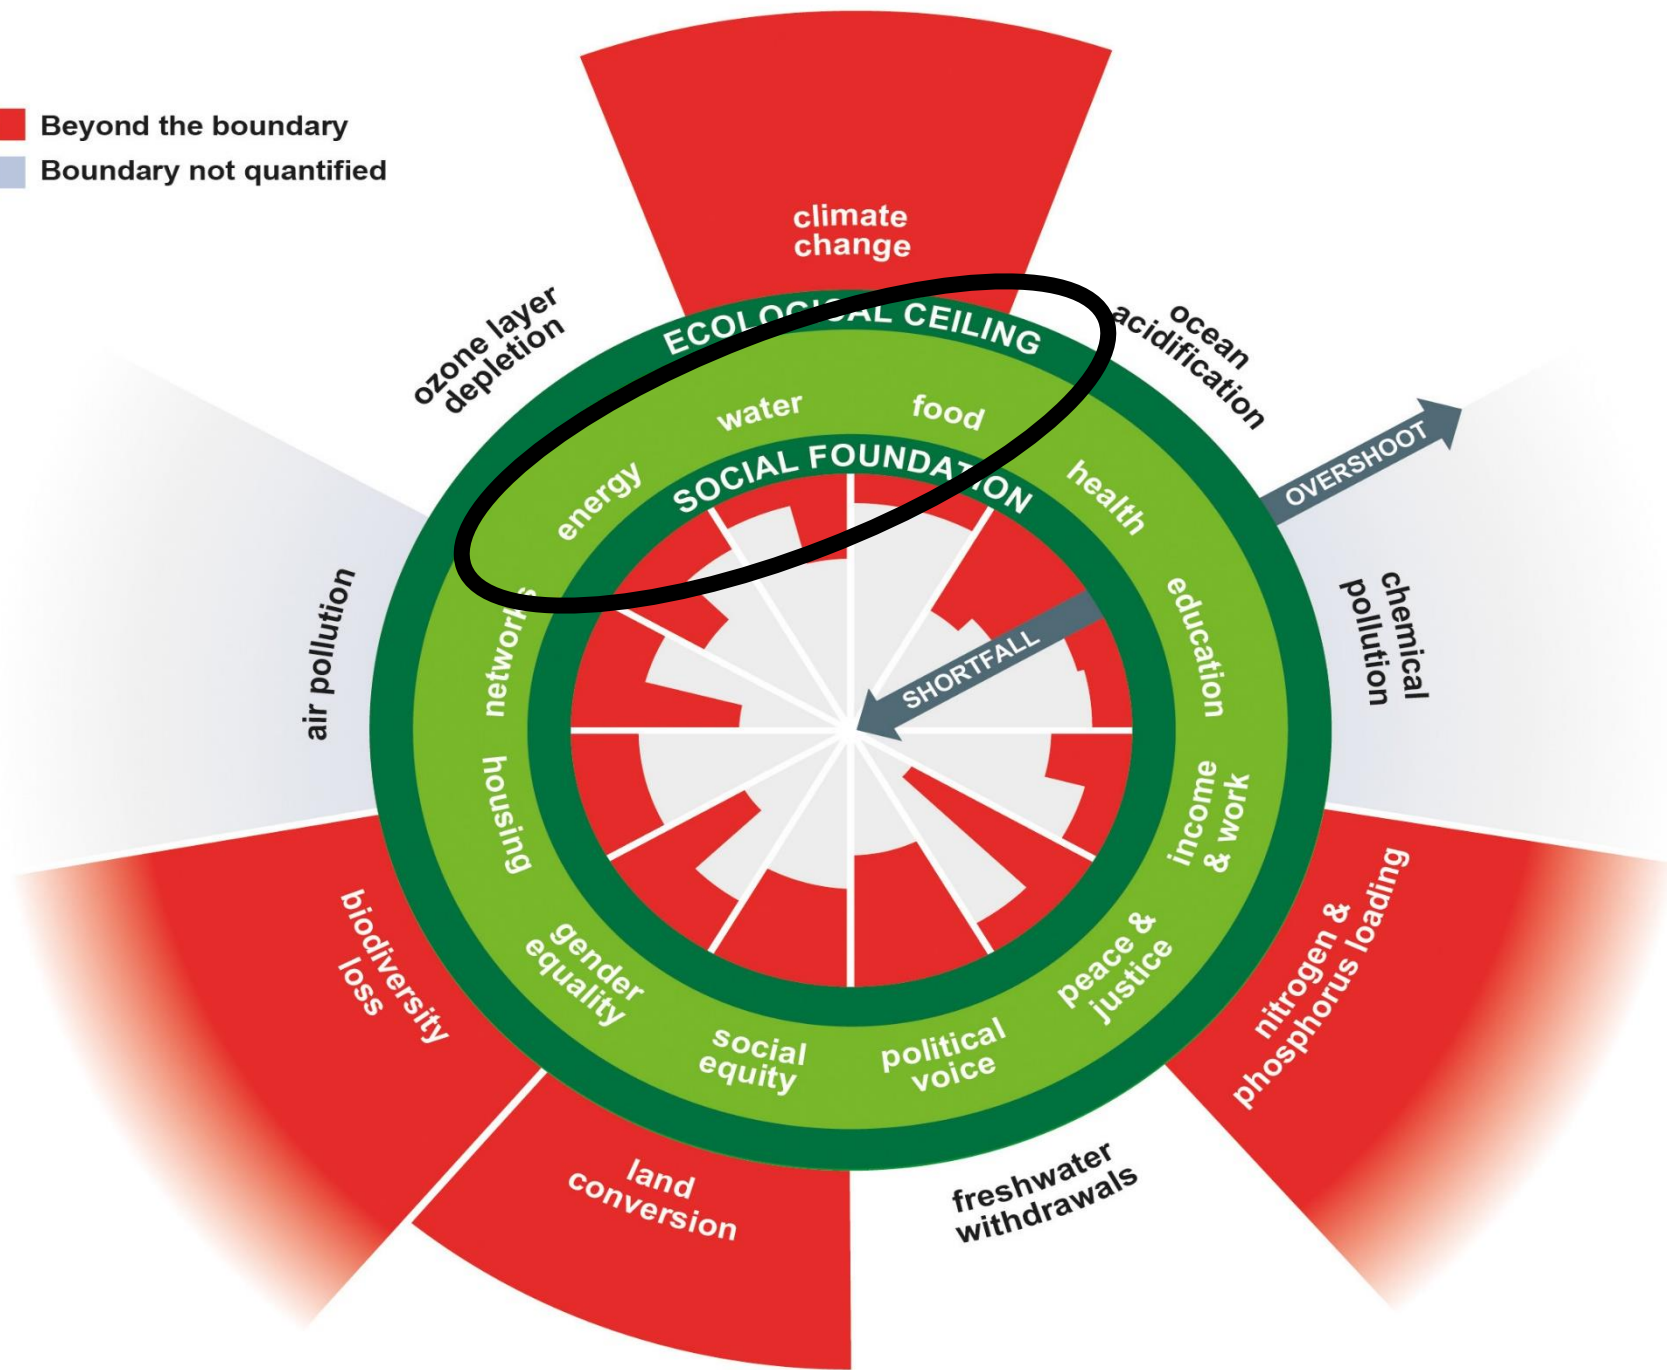 Beyond the boundary
Boundary not quantified
climate
change
ECOLOGICAL CEILING
ozone layer
depletion
ocean
acidification
OVERSHOOT
water
food
energy
SOCIAL FOUNDATION
health
networks
education
SHORTFALL
air pollution
chemical
pollution
housing
income
& work
biodiversity
loss
gender
equality
social
equity
political
voice
peace &
justice
nitrogen &
phosphorus loading
land
conversion
freshwater
withdrawals